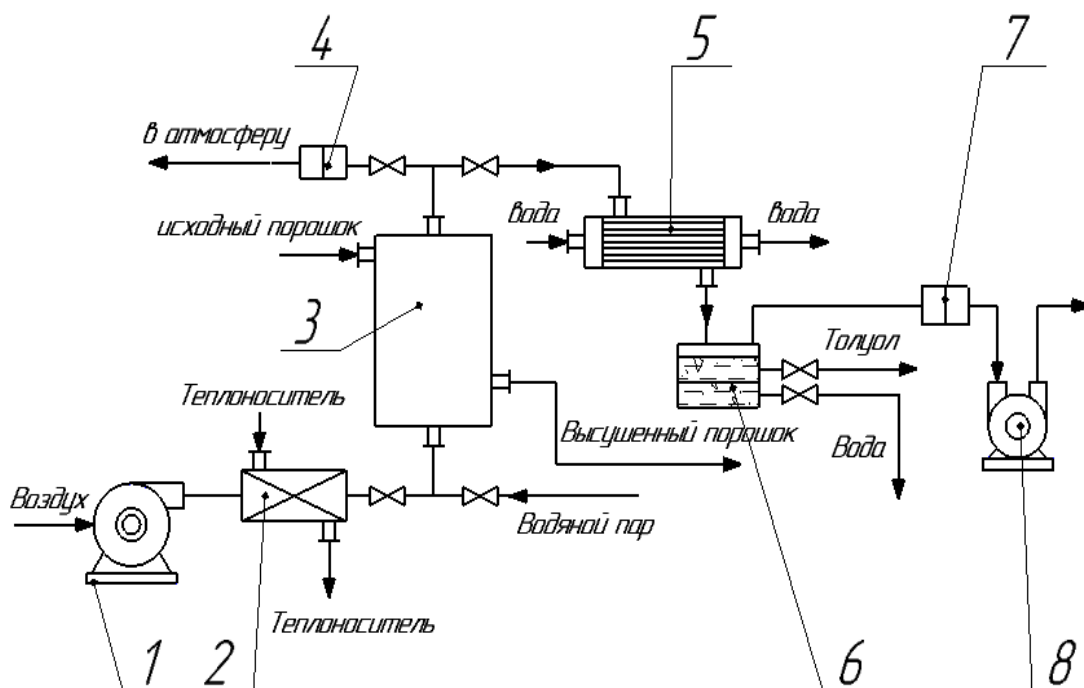 4
5
7
в атмосферу
исходный порошок
вода
вода
3
Толуол
Теплоноситель
Высушенный порошок
Вода
Воздух
Водяной пар
Теплоноситель
1
2
6
8